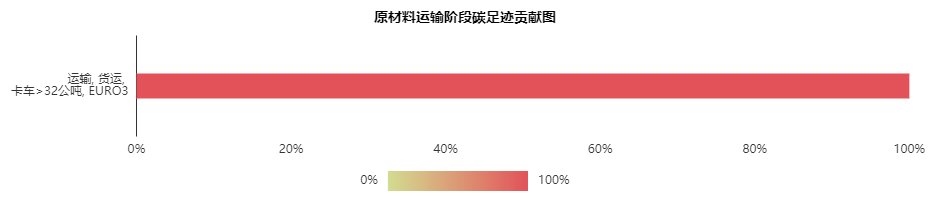 原材料运输阶段碳足迹贡献图
运输, 货运,
卡车>32公吨, EURO3
0% 20% 40% 60% 80% 100%
0% 100%